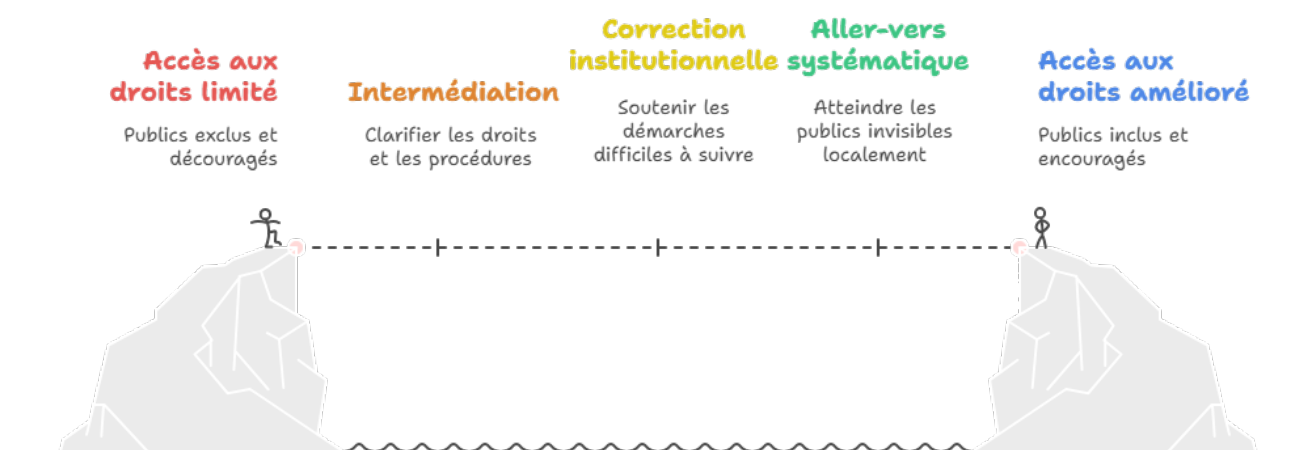 Accès aux
droits limité
Publics exclus et
découragés
Intermédiation
Clarifier les droits
et les procédures
Correction
institutionnelle
Soutenir les
démarches
difficiles à suivre
Aller-vers
systématique
Atteindre les
publics invisibles
localement
Accès aux
droits amélioré
Publics inclus et
encouragés